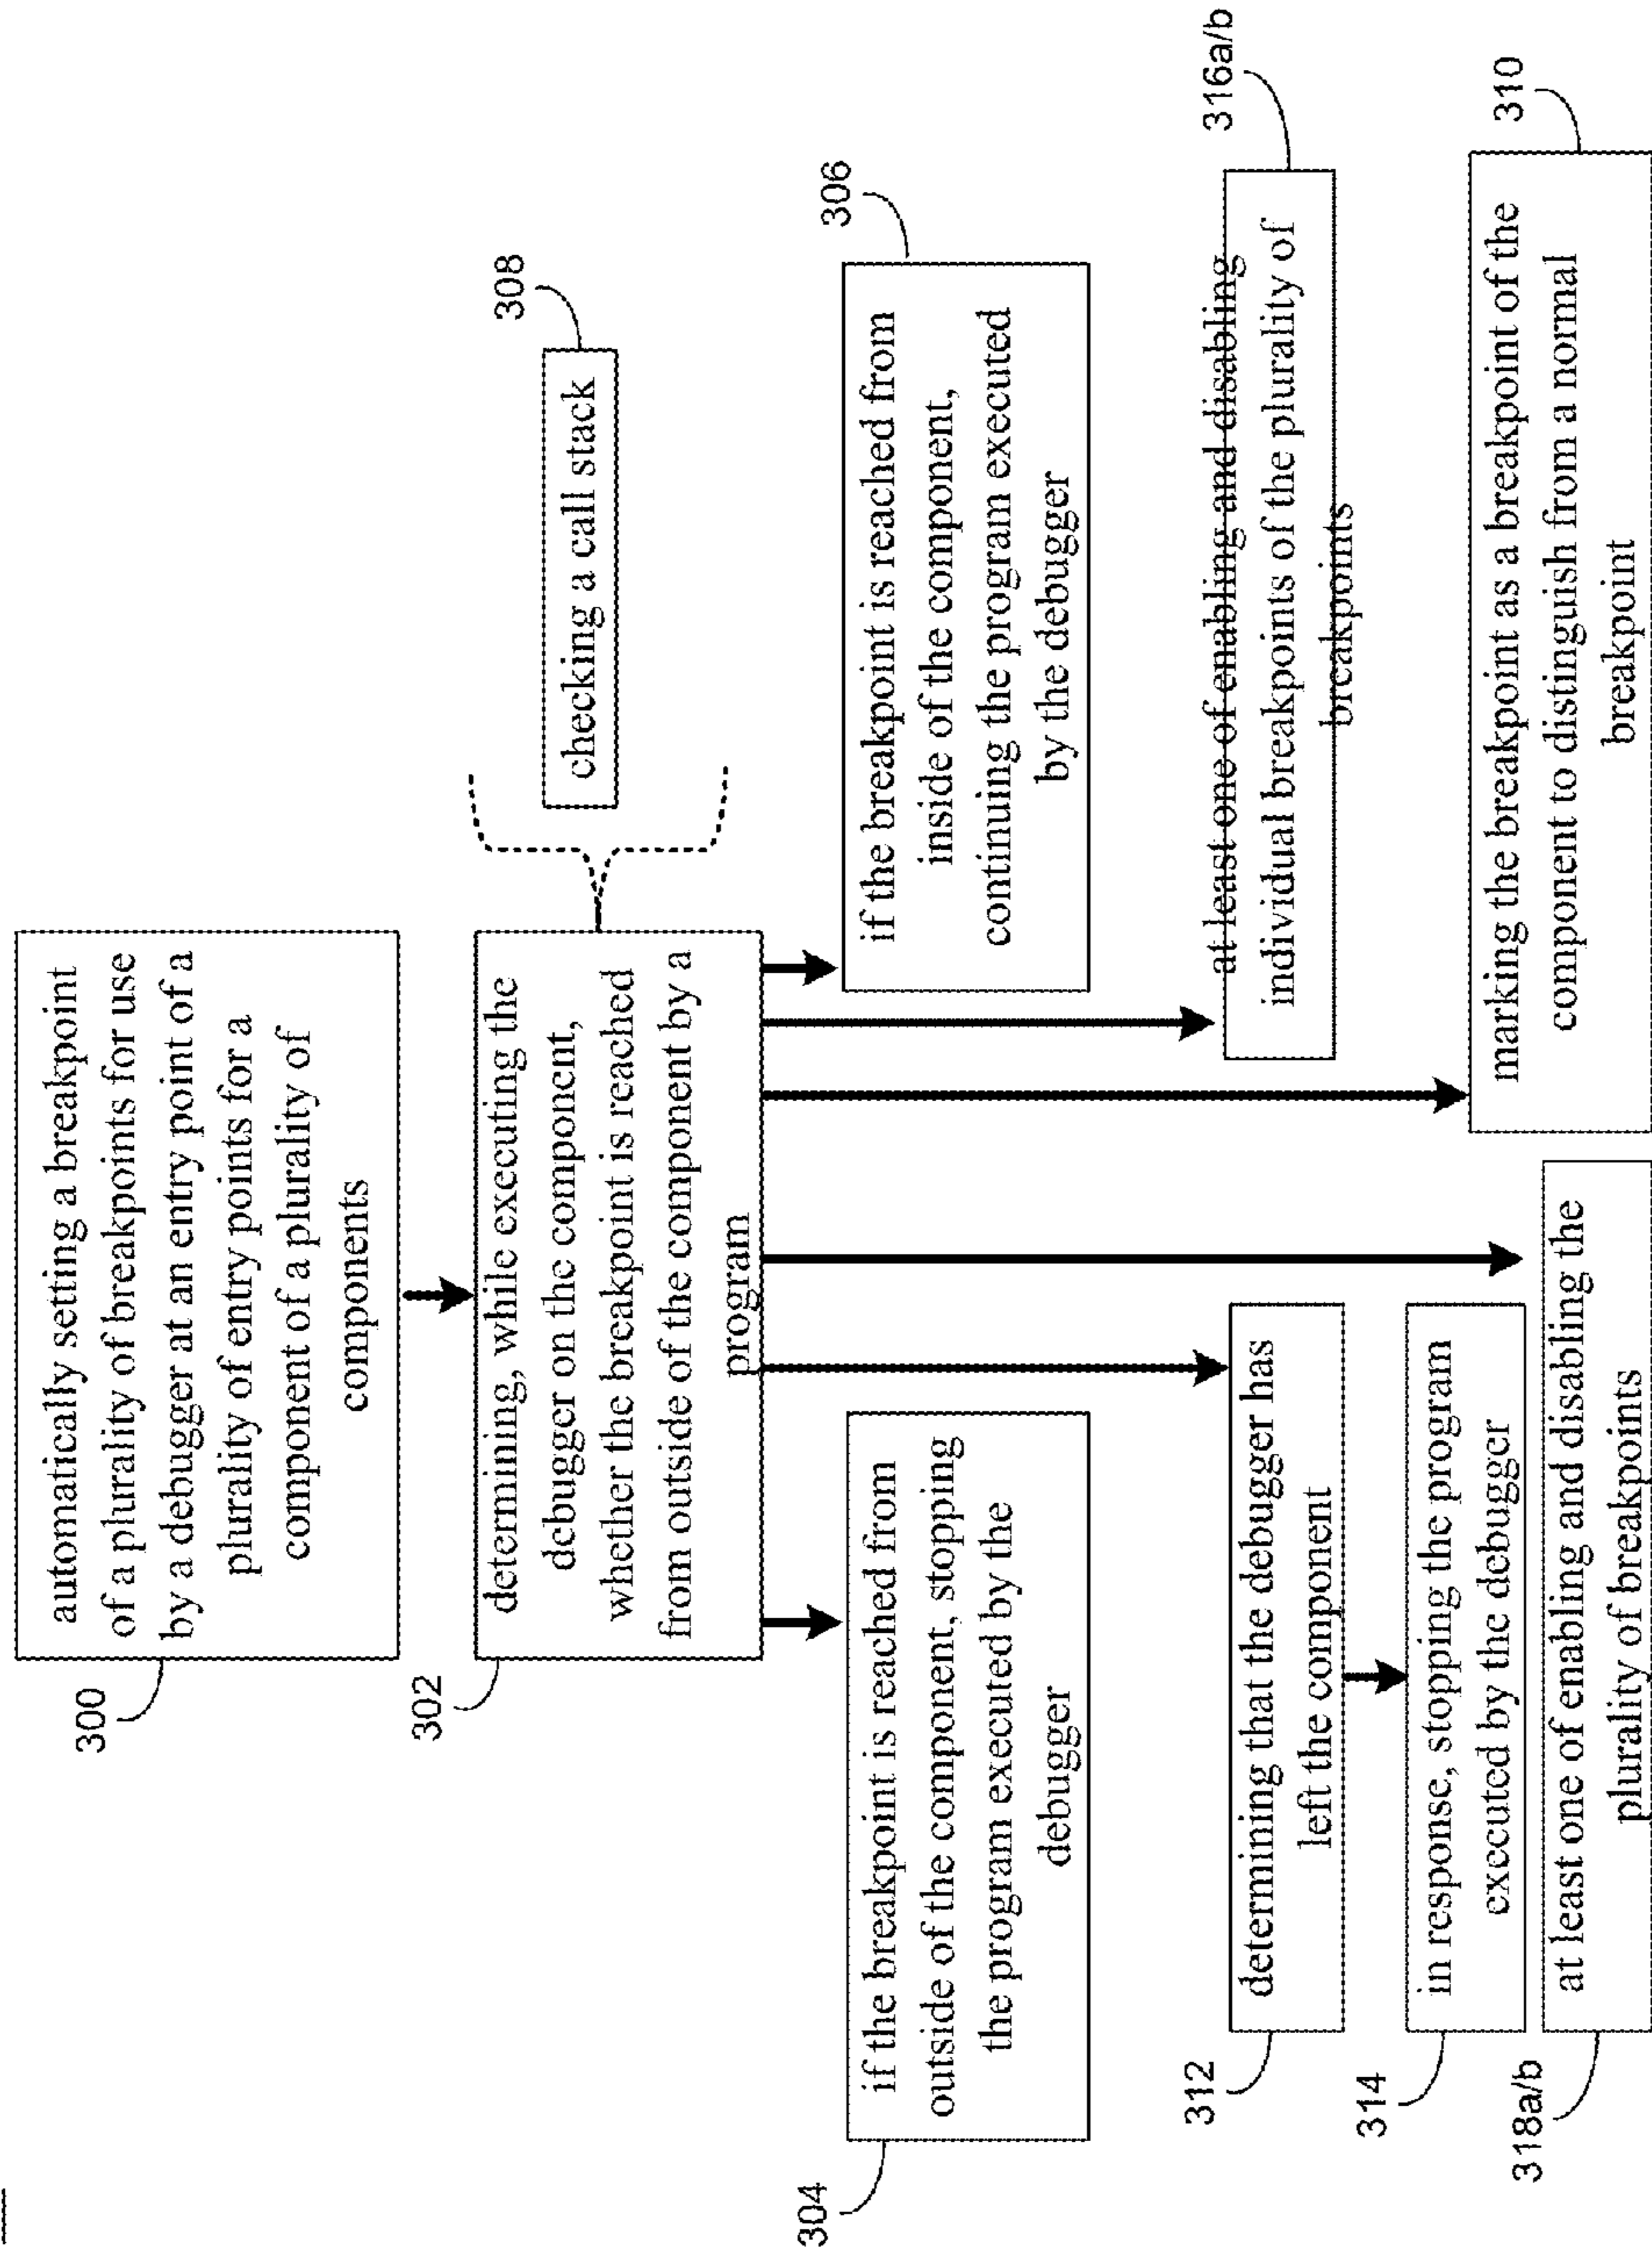 300
automatically setting a breakpoint
of a plurality of breakpoints for use
by a debugger at an entry point of a
plurality of entry points for a
component of a plurality of
components
302
determining, while executing the
debugger on the component,
whether the breakpoint is reached
from outside of the component by a
program
308
checking a call stack
304
if the breakpoint is reached from
outside of the component, stopping
the program executed by the
debugger
306
if the breakpoint is reached from
inside of the component,
continuing the program executed
by the debugger
312
determining that the debugger has
left the component
316a/b
at least one of enabling and disabling
individual breakpoints of the plurality of
breakpoints
314
in response, stopping the program
executed by the debugger
310
marking the breakpoint as a breakpoint of the
component to distinguish from a normal
breakpoint
318a/b
at least one of enabling and disabling the
plurality of breakpoints